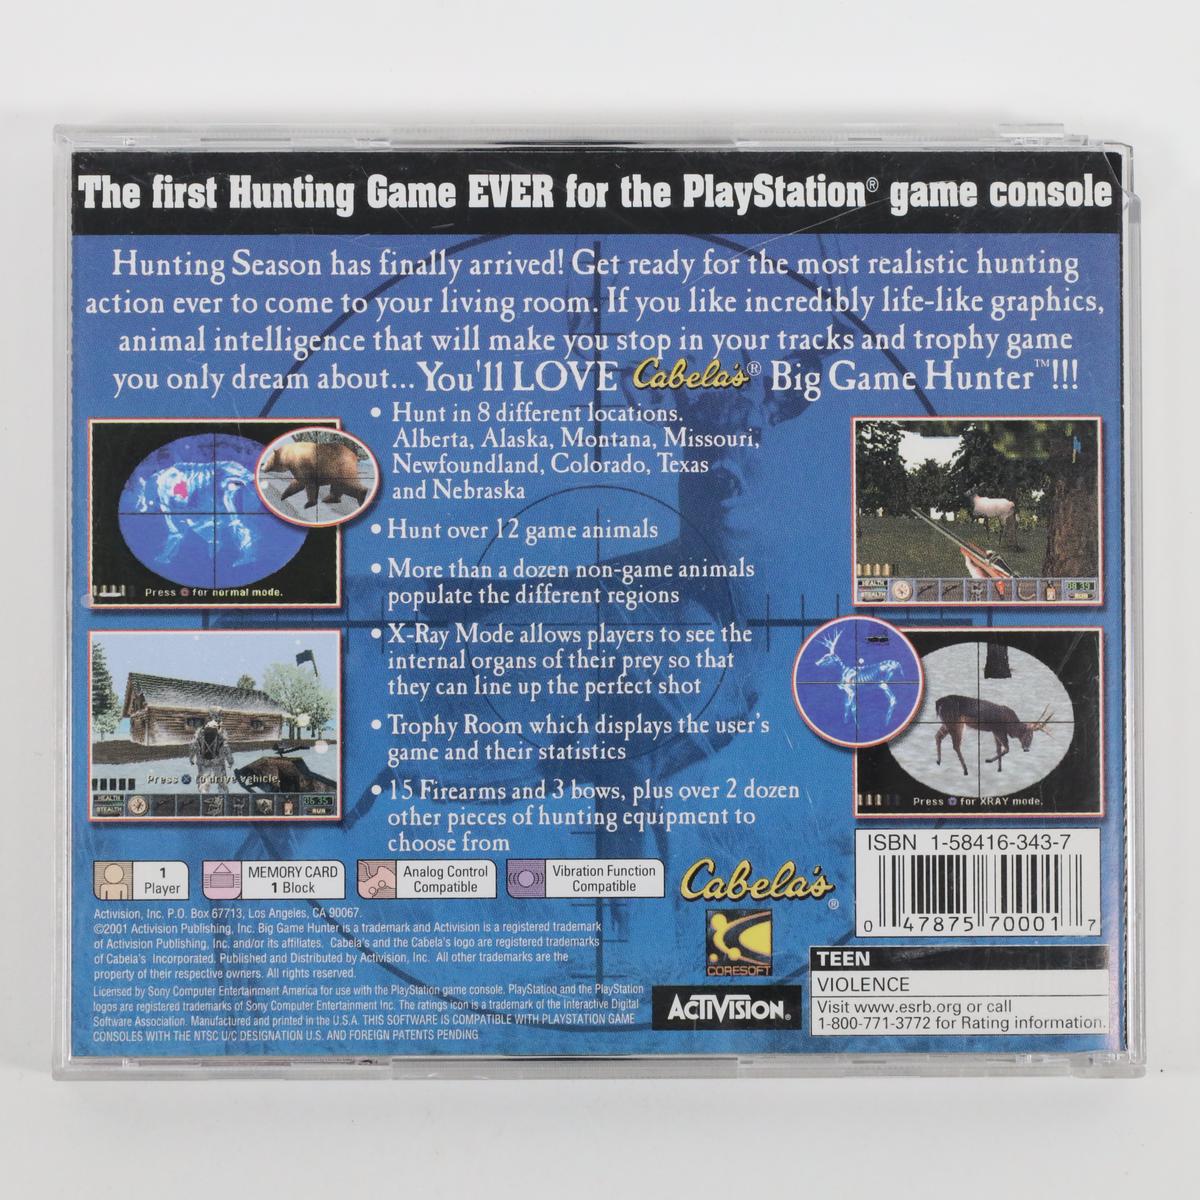 The first Hunting Game EVER for the PlayStation® game console
Hunting Season has finally arrived! Get ready for the most realistic hunting
action ever to come to your living room. If you like incredibly life-like graphics,
animal intelligence that will make you stop in your tracks and trophy game
you only dream about... You'll LOVE Cabela's® Big Game Hunter™!!!
• Hunt in 8 different locations.
Alberta, Alaska, Montana, Missouri,
Newfoundland, Colorado, Texas
and Nebraska
• Hunt over 12 game animals
• More than a dozen non-game animals
populate the different regions
• X-Ray Mode allows players to see the
internal organs of their prey so that
they can line up the perfect shot
• Trophy Room which displays the user's
game and their statistics
• 15 Firearms and 3 bows, plus over 2 dozen
other pieces of hunting equipment to
choose from
Press for normal mode.
Press to drive vehicle.
HEALTH
STEALTH
RUN
HEALTH
STEALTH
08:35
RUN
Press for XRAY mode.
1
Player
MEMORY CARD
1 Block
Analog Control
Compatible
Vibration Function
Compatible
Cabela's®
CORESOFT
ACTIVISION®
ISBN 1-58416-343-7
0 47875 70001 7
TEEN
VIOLENCE
Visit www.esrb.org or call
1-800-771-3772 for Rating information.
Activision, Inc. P.O. Box 67713, Los Angeles, CA 90067.
©2001 Activision Publishing, Inc. Big Game Hunter is a trademark and Activision is a registered trademark
of Activision Publishing, Inc. and/or its affiliates. Cabela's and the Cabela's logo are registered trademarks
of Cabela's Incorporated. Published and Distributed by Activision, Inc. All other trademarks are the
property of their respective owners. All rights reserved.
Licensed by Sony Computer Entertainment America for use with the PlayStation game console. PlayStation and the PlayStation
logos are registered trademarks of Sony Computer Entertainment Inc. The ratings icon is a trademark of the Interactive Digital
Software Association. Manufactured and printed in the U.S.A. THIS SOFTWARE IS COMPATIBLE WITH PLAYSTATION GAME
CONSOLES WITH THE NTSC U/C DESIGNATION U.S. AND FOREIGN PATENTS PENDING